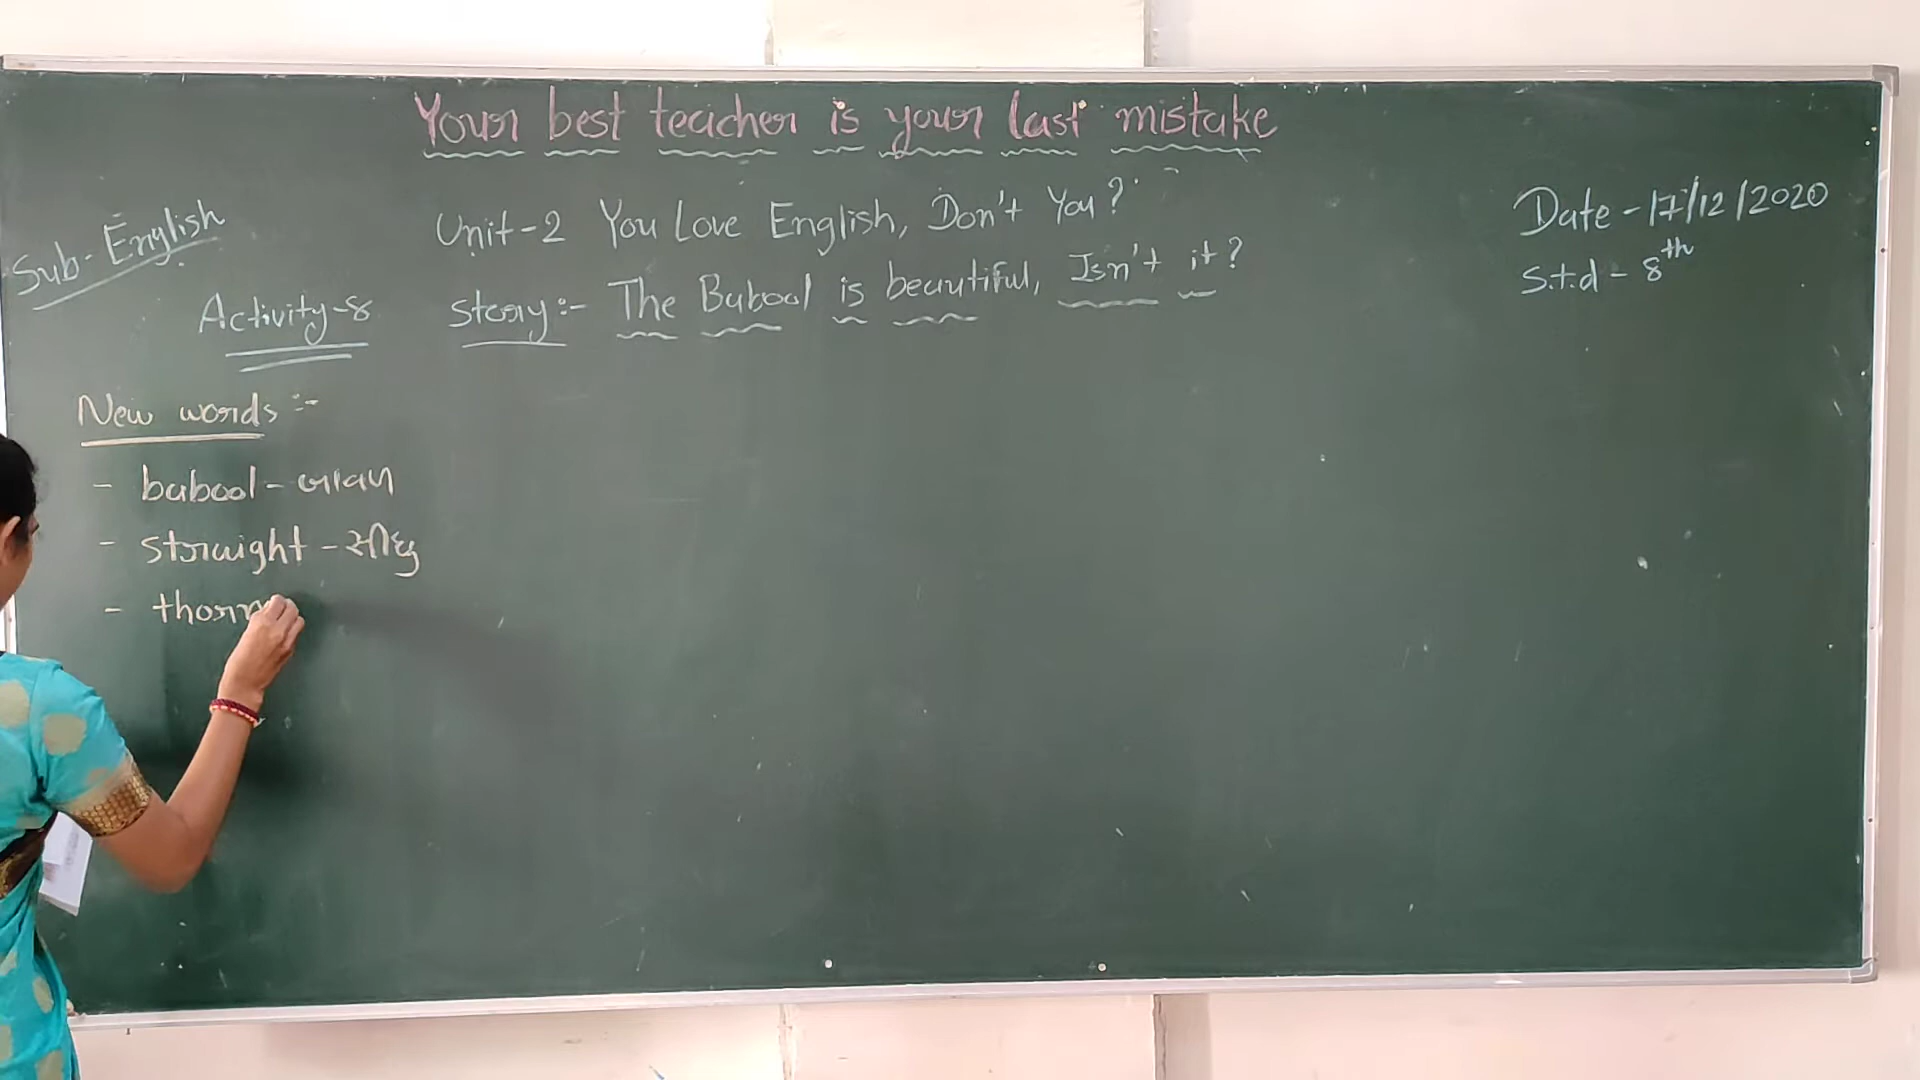 Your best teacher is your last mistake
Sub- English
Unit-2 You Love English, Don't You?
Date - 17/12/2020
S.t.d - 8th
Activity-8
Story:- The Babool is beautiful, Isn't it?
New words :-
- babool - બાવળ
- straight - સીધુ
- thorn